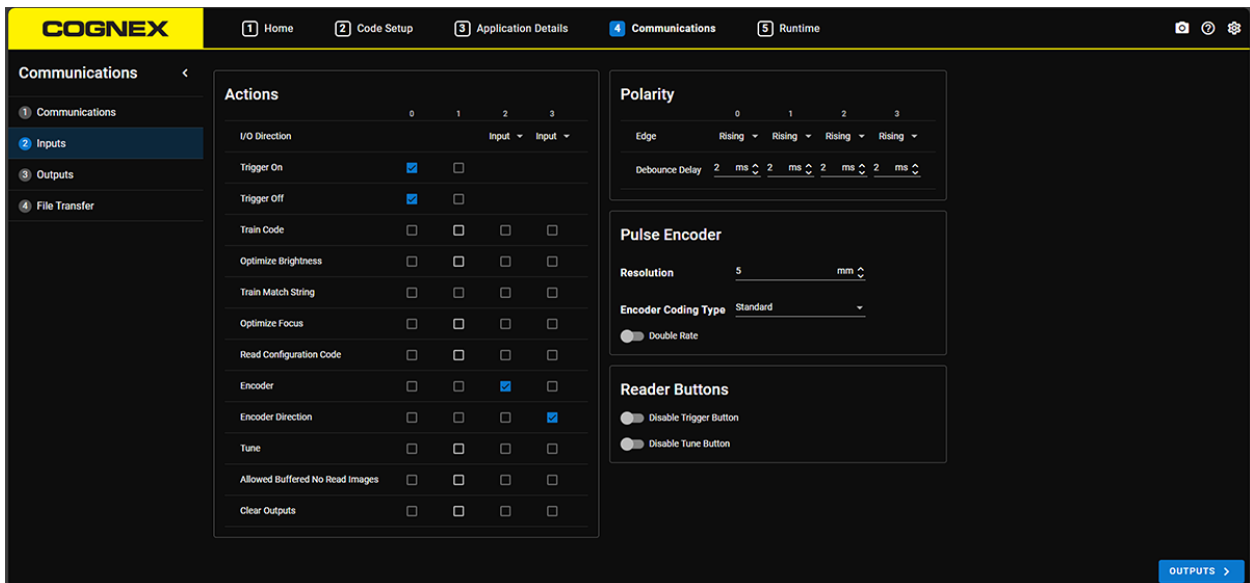 COGNEX
1 Home 2 Code Setup 3 Application Details 4 Communications 5 Runtime
Communications
1 Communications
2 Inputs
3 Outputs
4 File Transfer
Actions
0 1 2 3
I/O Direction Input Input
Trigger On
Trigger Off
Train Code
Optimize Brightness
Train Match String
Optimize Focus
Read Configuration Code
Encoder
Encoder Direction
Tune
Allowed Buffered No Read Images
Clear Outputs
Polarity
0 1 2 3
Edge Rising Rising Rising Rising
Debounce Delay 2 ms 2 ms 2 ms 2 ms
Pulse Encoder
Resolution 5 mm
Encoder Coding Type Standard
Double Rate
Reader Buttons
Disable Trigger Button
Disable Tune Button
OUTPUTS